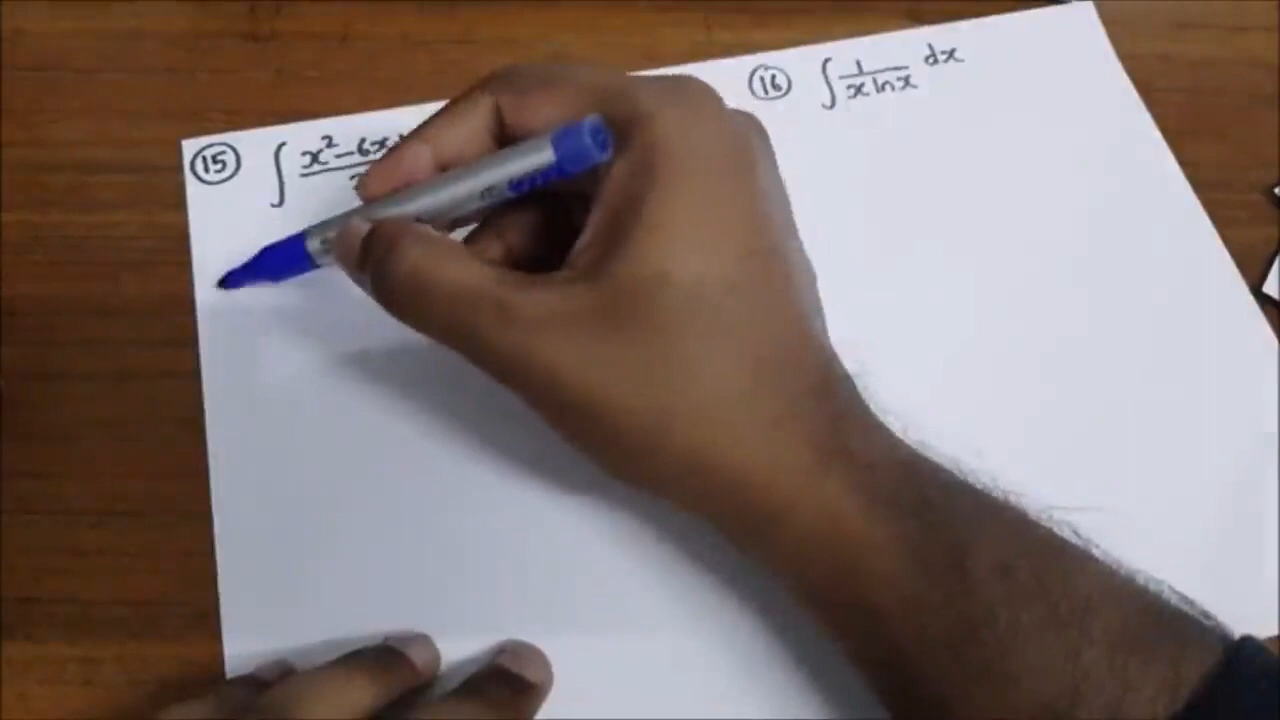 15 ∫ x² - 6x
16 ∫ 1/(x ln x) dx